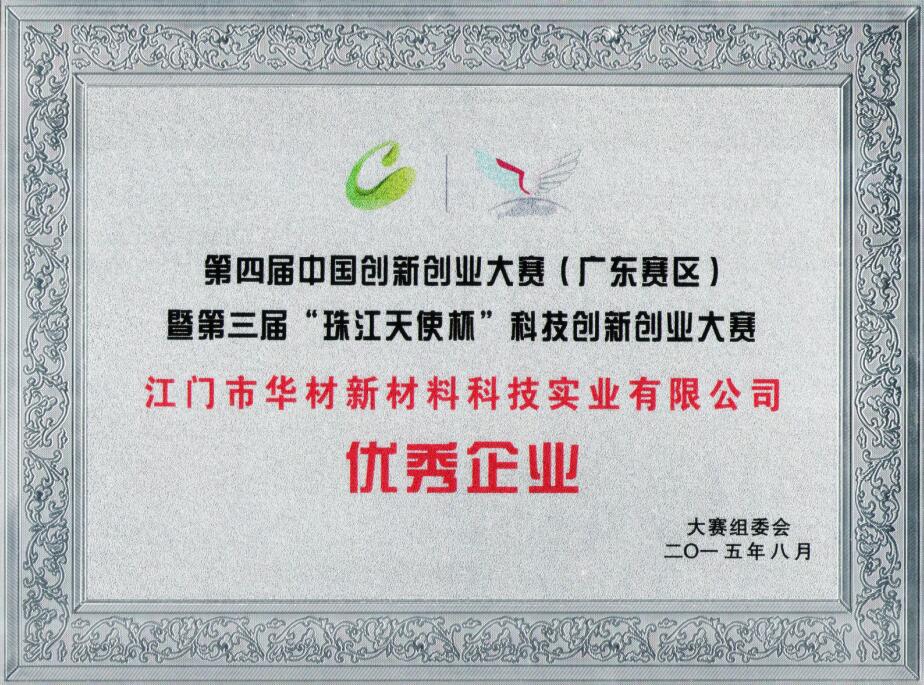 第四届中国创新创业大赛（广东赛区）
暨第三届“珠江天使杯”科技创新创业大赛
江门市华材新材料科技实业有限公司
优秀企业
大赛组委会
二〇一五年八月